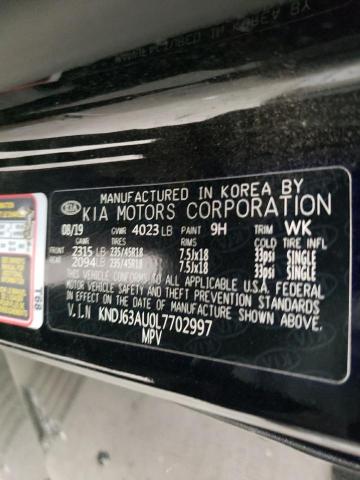 MANUFACTURED IN KOREA BY
KIA KIA MOTORS CORPORATION
08/19 GVWR 4023 LB PAINT 9H TRIM WK
GAWR TIRES RIMS COLD TIRE INFL
FRONT 2315 LB 235/45R18 7.5Jx18 33psi SINGLE
REAR 2094 LB 235/45R18 7.5Jx18 33psi SINGLE
THIS VEHICLE CONFORMS TO ALL APPLICABLE U.S.A. FEDERAL
MOTOR VEHICLE SAFETY AND THEFT PREVENTION STANDARDS
IN EFFECT ON THE DATE OF MANUFACTURE SHOWN ABOVE.
V.I.N KNDJ63AU0L7702997
MPV
T68